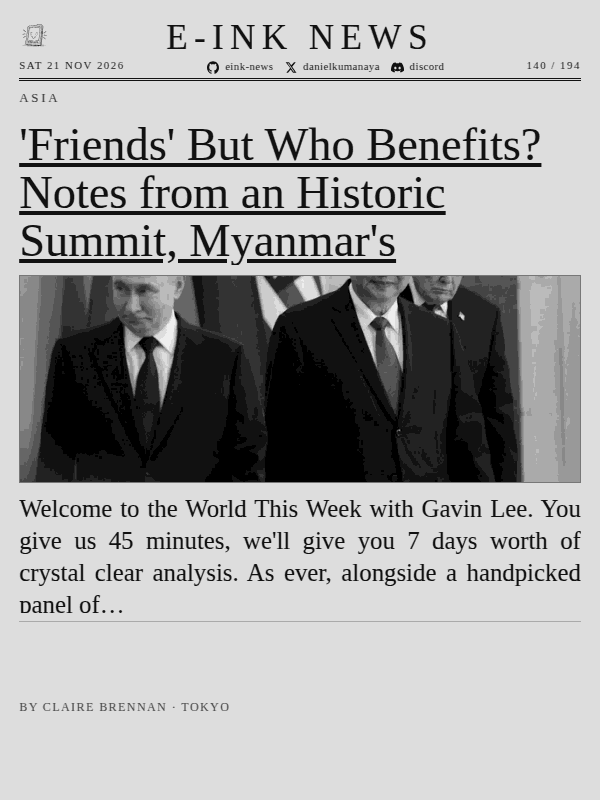 E-INK NEWS
SAT 21 NOV 2026
eink-news
danielkumanaya
discord
140 / 194
ASIA
'Friends' But Who Benefits?
Notes from an Historic
Summit, Myanmar's
Welcome to the World This Week with Gavin Lee. You
give us 45 minutes, we'll give you 7 days worth of
crystal clear analysis. As ever, alongside a handpicked
panel of…
BY CLAIRE BRENNAN · TOKYO